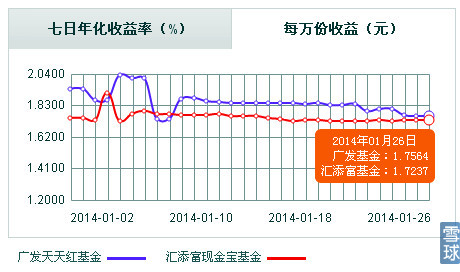 七日年化收益率（%）
每万份收益（元）
2.0400
1.8300
1.6200
1.4100
1.2000
2014年01月26日
广发基金：1.7564
汇添富基金：1.7237
2014-01-02
2014-01-10
2014-01-18
2014-01-26
广发天天红基金
汇添富现金宝基金
雪球